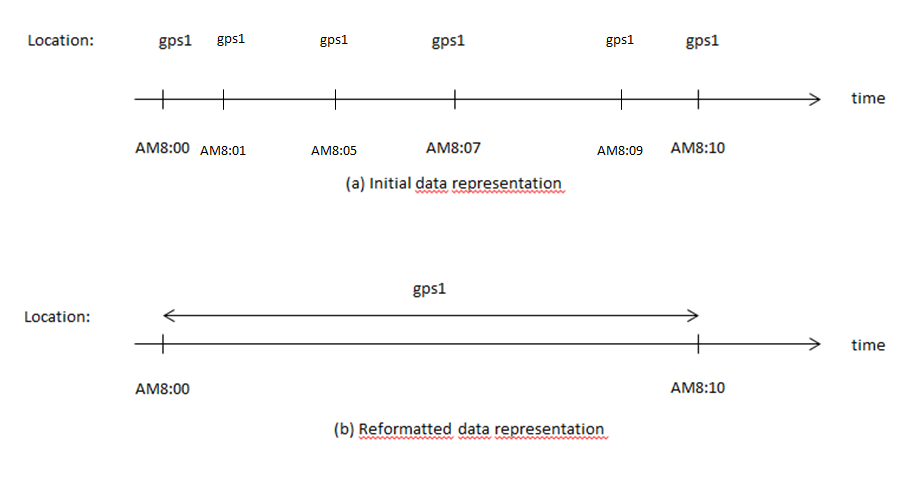 Location: gps1 gps1 gps1 gps1 gps1 gps1
time
AM8:00 AM8:01 AM8:05 AM8:07 AM8:09 AM8:10
(a) Initial data representation
gps1
Location:
time
AM8:00 AM8:10
(b) Reformatted data representation